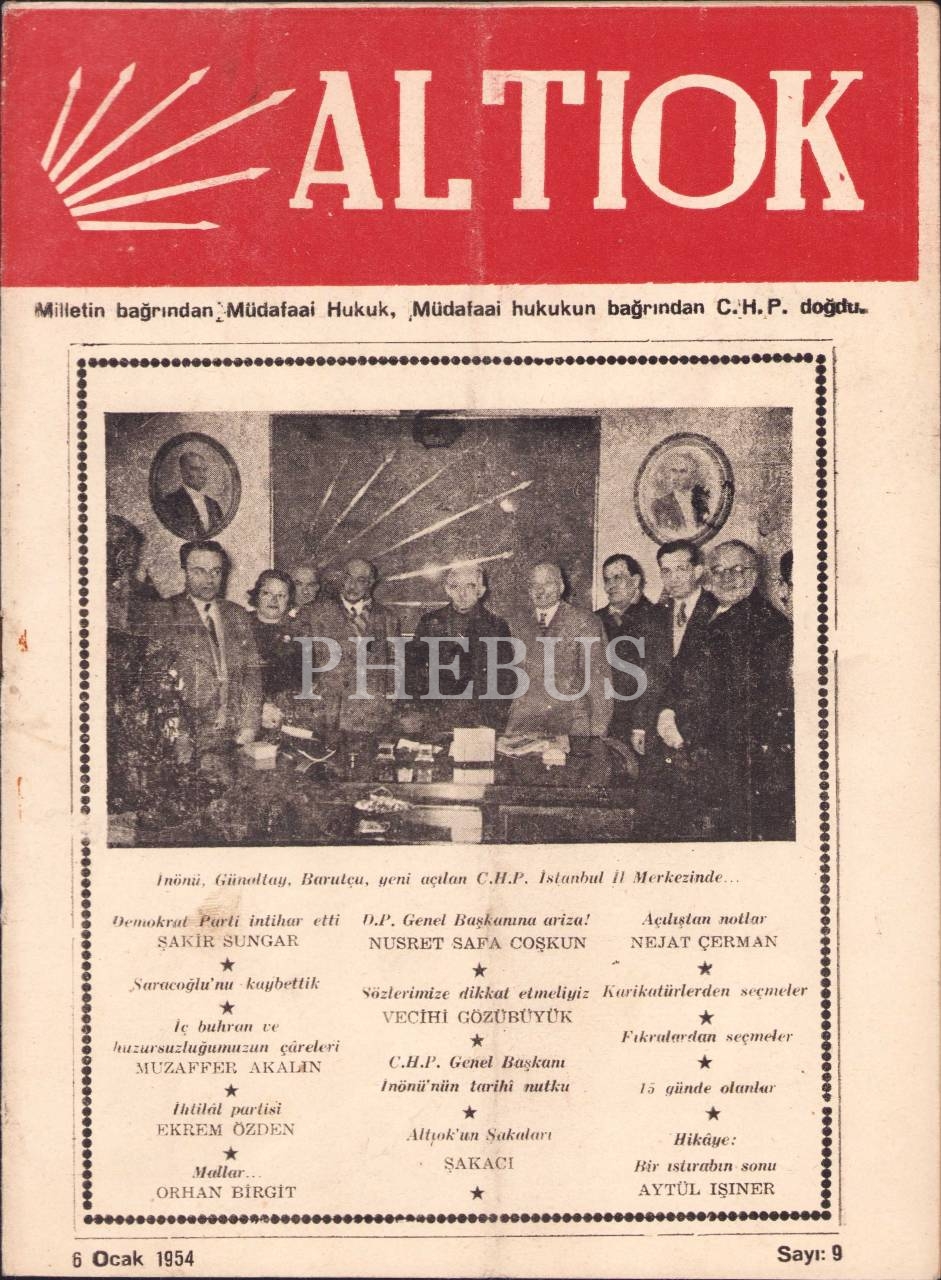 ALTIOK
Milletin bağrından Müdafaai Hukuk, Müdafaai hukukun bağrından C.H.P. doğdu.
PHEBUS
İnönü, Günaltay, Barutçu, yeni açılan C.H.P. İstanbul İl Merkezinde...
Demokrat Parti intihar etti
ŞAKİR SUNGAR
Saracoğlu'nu kaybettik
İç buhran ve
huzursuzluğumuzun çâreleri
MUZAFFER AKALIN
İhtilâl partisi
EKREM ÖZDEN
Mallar...
ORHAN BİRGİT
D.P. Genel Başkanına ariza!
NUSRET SAFA COŞKUN
Sözlerimize dikkat etmeliyiz
VECİHİ GÖZÜBÜYÜK
C.H.P. Genel Başkanı
İnönü'nün tarihî nutku
Altıok'un Şakaları
ŞAKACI
Açılıştan notlar
NEJAT ÇERMAN
Karikatürlerden seçmeler
Fıkralardan seçmeler
15 günde olanlar
Hikâye:
Bir ıstırabın sonu
AYTÜL IŞINER
6 Ocak 1954
Sayı: 9